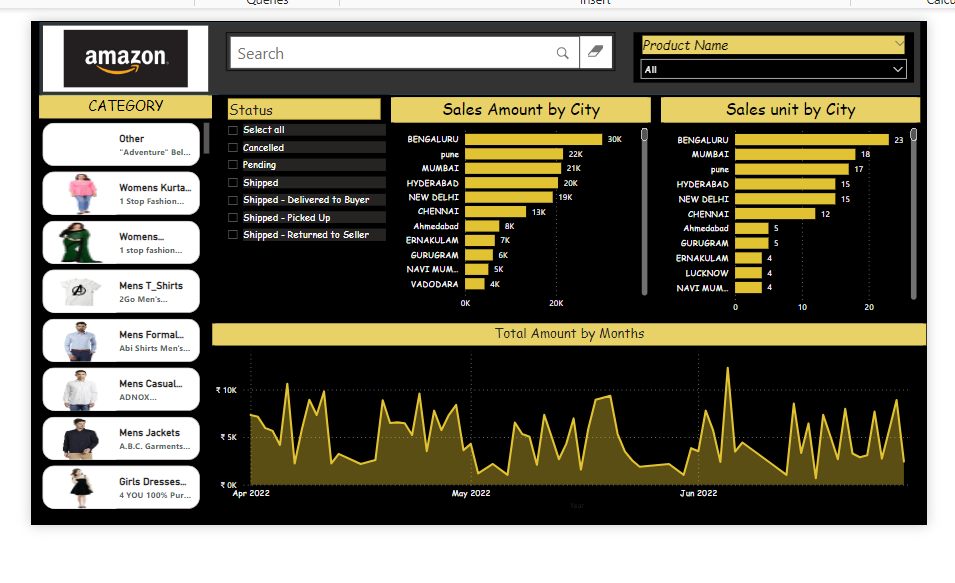 Queries
Insert
Calcu
amazon
Search
Product Name
All
CATEGORY
Other
"Adventure" Bel...
Womens Kurta...
1 Stop Fashion...
Womens...
1 stop fashion...
Mens T_Shirts
2Go Men's...
Mens Formal...
Abi Shirts Men's...
Mens Casual...
ADNOX...
Mens Jackets
A.B.C. Garments...
Girls Dresses...
4 YOU 100% Pur...
Status
Select all
Cancelled
Pending
Shipped
Shipped - Delivered to Buyer
Shipped - Picked Up
Shipped - Returned to Seller
Sales Amount by City
BENGALURU 30K
pune 22K
MUMBAI 21K
HYDERABAD 20K
NEW DELHI 19K
CHENNAI 13K
Ahmedabad 8K
ERNAKULAM 7K
GURUGRAM 6K
NAVI MUM... 5K
VADODARA 4K
0K 20K
Sales unit by City
BENGALURU 23
MUMBAI 18
pune 17
HYDERABAD 15
NEW DELHI 15
CHENNAI 12
Ahmedabad 5
GURUGRAM 5
ERNAKULAM 4
LUCKNOW 4
NAVI MUM... 4
0 10 20
Total Amount by Months
₹ 10K
₹ 5K
₹ 0K
Apr 2022 May 2022 Jun 2022
Year